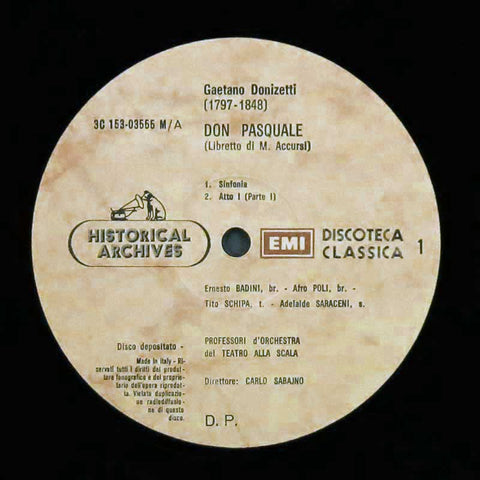 Gaetano Donizetti
(1797-1848)
3C 153-03556 M/A
DON PASQUALE
(Libretto di M. Accursi)
1. Sinfonia
2. Atto I (Parte I)
HISTORICAL
ARCHIVES
EMI
DISCOTECA
CLASSICA
1
Ernesto BADINI, br. - Afro POLI, br. -
Tito SCHIPA, t. - Adelaide SARACENI, s.
PROFESSORI d'ORCHESTRA
del TEATRO ALLA SCALA
Direttore: CARLO SABAJNO
Disco depositato -
Made in Italy - Ri-
servati tutti i diritti del produt-
tore fonografico e del proprie-
tario dell'opera riprodot-
ta. Vietata duplicazio-
ne radiodiffusio-
ne di questo
disco.
D. P.